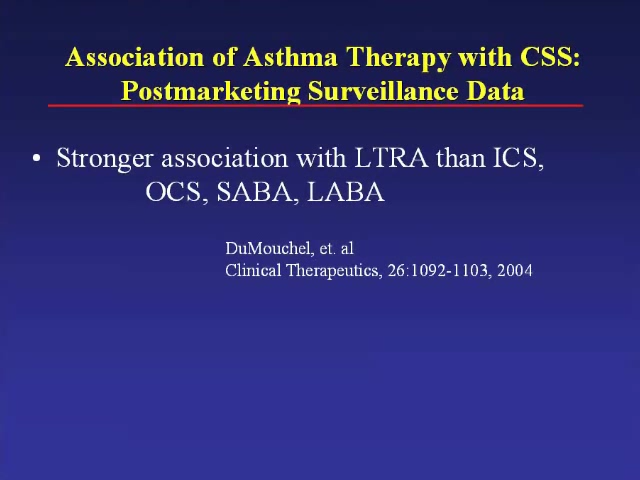 Association of Asthma Therapy with CSS:
Postmarketing Surveillance Data
• Stronger association with LTRA than ICS,
OCS, SABA, LABA
DuMouchel, et. al
Clinical Therapeutics, 26:1092-1103, 2004